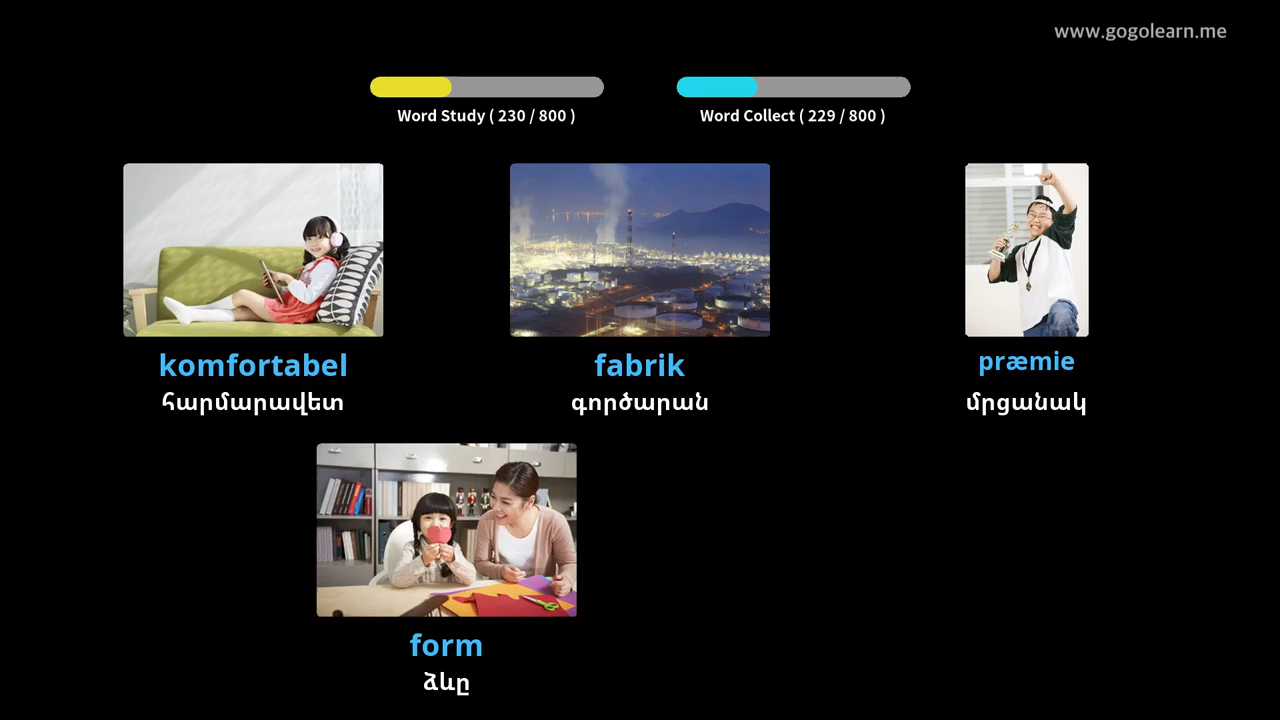 www.gogolearn.me
Word Study ( 230 / 800 )
Word Collect ( 229 / 800 )
komfortabel
հարմարավետ
fabrik
գործարան
præmie
մրցանակ
form
ձևը